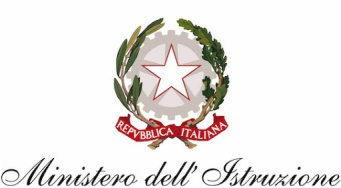 REPVBBLICA ITALIANA
Ministero dell' Istruzione